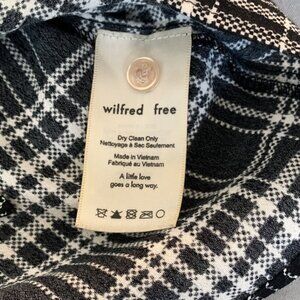 wilfred free
Dry Clean Only
Nettoyage à Sec Seulement
Made in Vietnam
Fabriqué au Vietnam
A little love
goes a long way.